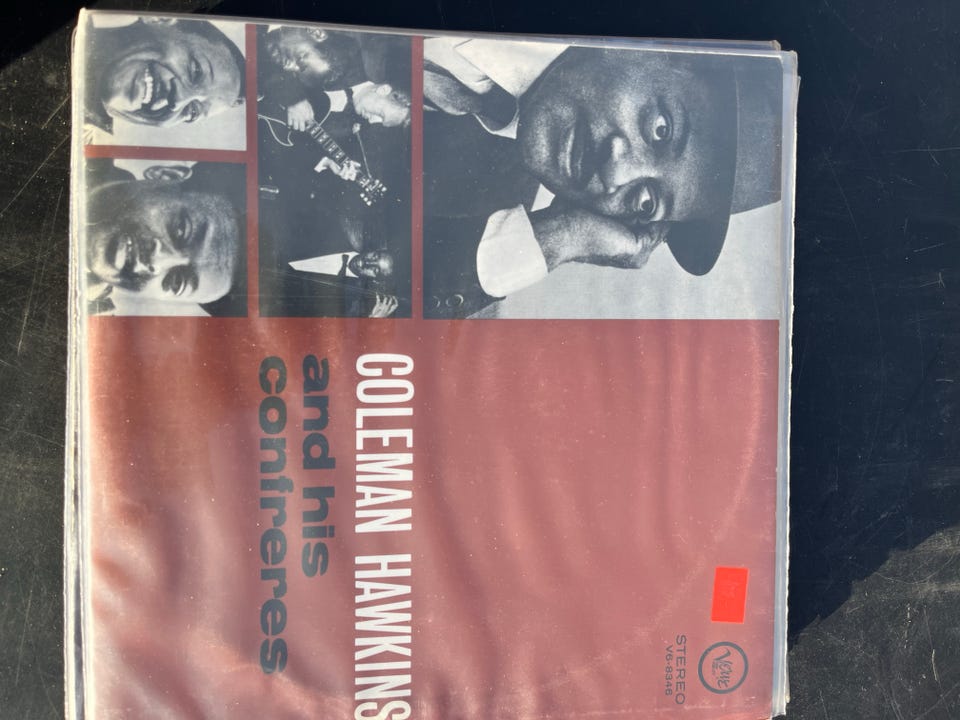 Verve
STEREO
V6-8346
COLEMAN HAWKINS
and his
confreres